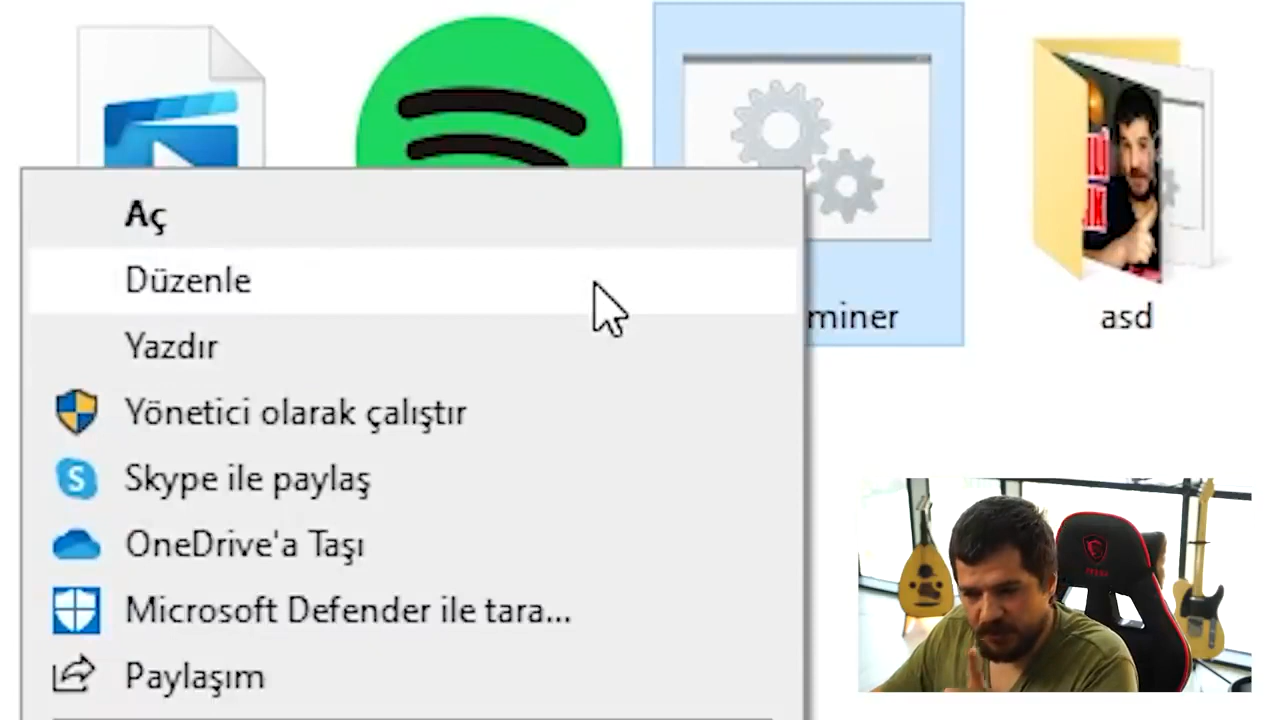 miner
asd
Aç
Düzenle
Yazdır
Yönetici olarak çalıştır
Skype ile paylaş
OneDrive'a Taşı
Microsoft Defender ile tara...
Paylaşım